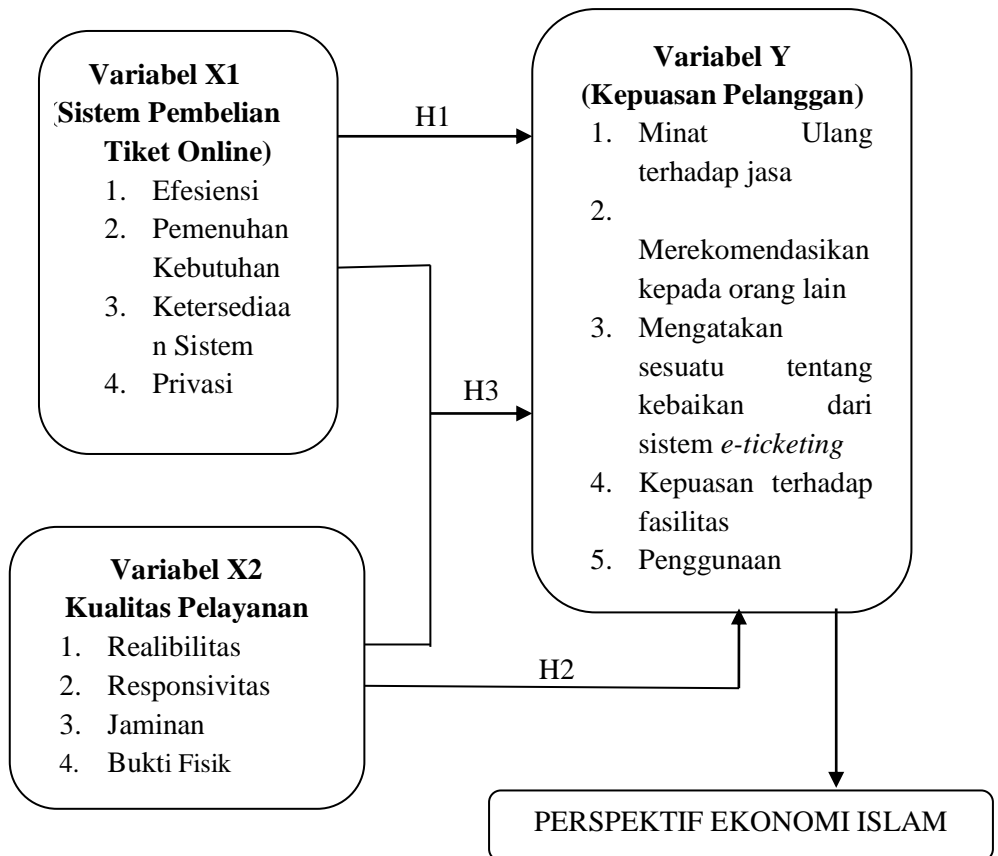 Variabel X1
(Sistem Pembelian
Tiket Online)
1. Efesiensi
2. Pemenuhan
Kebutuhan
3. Ketersediaa
n Sistem
4. Privasi
H1
H3
Variabel Y
(Kepuasan Pelanggan)
1. Minat Ulang
terhadap jasa
2.
Merekomendasikan
kepada orang lain
3. Mengatakan
sesuatu tentang
kebaikan dari
sistem e-ticketing
4. Kepuasan terhadap
fasilitas
5. Penggunaan
Variabel X2
Kualitas Pelayanan
1. Realibilitas
2. Responsivitas
3. Jaminan
4. Bukti Fisik
H2
PERSPEKTIF EKONOMI ISLAM